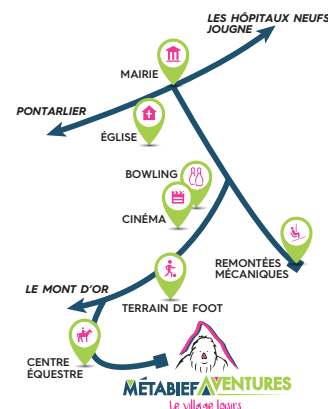 LES HÔPITAUX NEUFS
JOUGNE
MAIRIE
PONTARLIER
ÉGLISE
BOWLING
CINÉMA
REMONTÉES
MÉCANIQUES
LE MONT D'OR
TERRAIN DE FOOT
CENTRE
ÉQUESTRE
MÉTABIEF AVENTURES
Le village loisirs